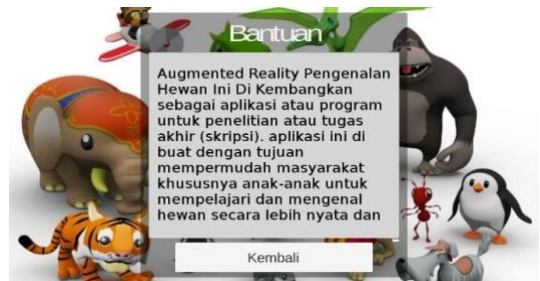 Bantuan
Augmented Reality Pengenalan
Hewan Ini Di Kembangkan
sebagai aplikasi atau program
untuk penelitian atau tugas
akhir (skripsi). aplikasi ini di
buat dengan tujuan
mempermudah masyarakat
khususnya anak-anak untuk
mempelajari dan mengenal
hewan secara lebih nyata dan
Kembali